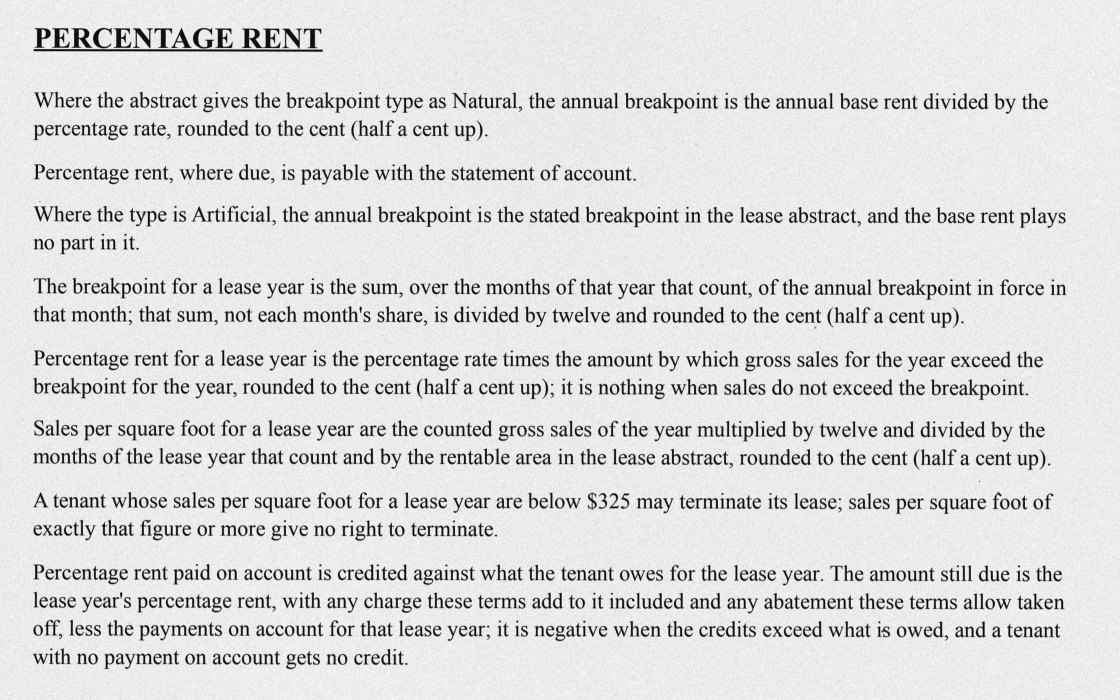 PERCENTAGE RENT
Where the abstract gives the breakpoint type as Natural, the annual breakpoint is the annual base rent divided by the
percentage rate, rounded to the cent (half a cent up).
Percentage rent, where due, is payable with the statement of account.
Where the type is Artificial, the annual breakpoint is the stated breakpoint in the lease abstract, and the base rent plays
no part in it.
The breakpoint for a lease year is the sum, over the months of that year that count, of the annual breakpoint in force in
that month; that sum, not each month's share, is divided by twelve and rounded to the cent (half a cent up).
Percentage rent for a lease year is the percentage rate times the amount by which gross sales for the year exceed the
breakpoint for the year, rounded to the cent (half a cent up); it is nothing when sales do not exceed the breakpoint.
Sales per square foot for a lease year are the counted gross sales of the year multiplied by twelve and divided by the
months of the lease year that count and by the rentable area in the lease abstract, rounded to the cent (half a cent up).
A tenant whose sales per square foot for a lease year are below $325 may terminate its lease; sales per square foot of
exactly that figure or more give no right to terminate.
Percentage rent paid on account is credited against what the tenant owes for the lease year. The amount still due is the
lease year's percentage rent, with any charge these terms add to it included and any abatement these terms allow taken
off, less the payments on account for that lease year; it is negative when the credits exceed what is owed, and a tenant
with no payment on account gets no credit.